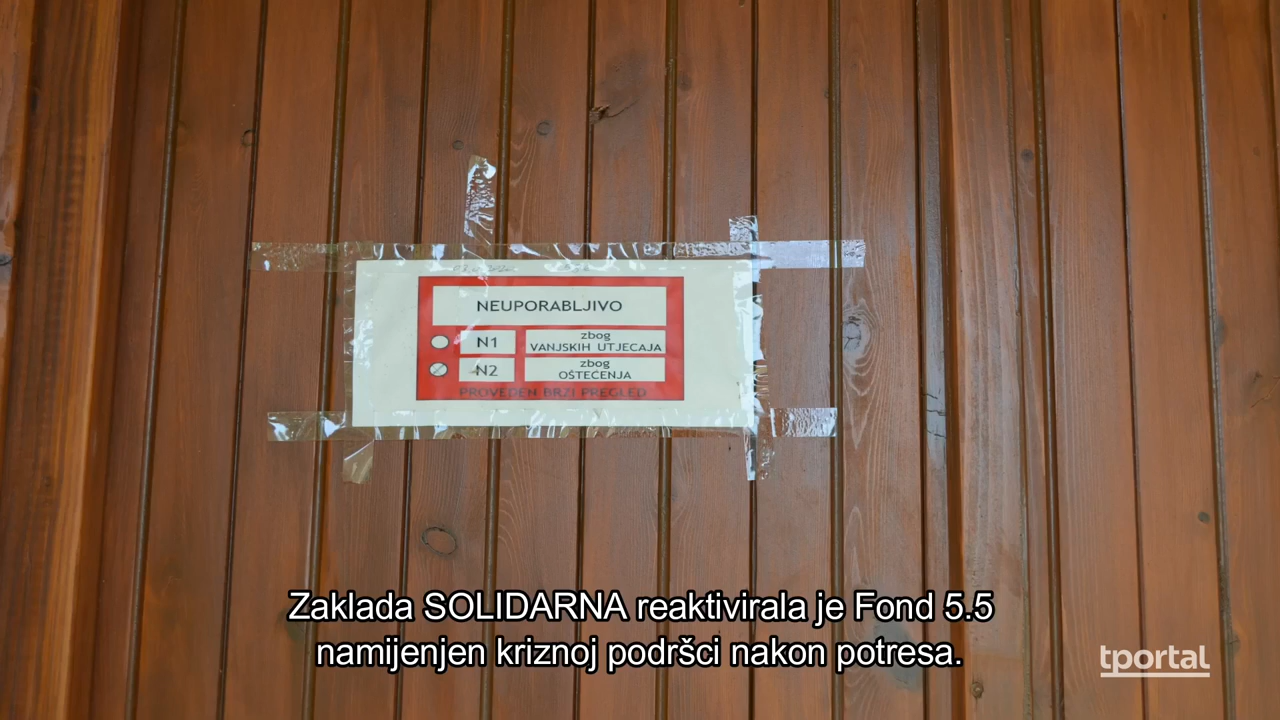 NEUPORABLJIVO
N1
zbog
VANJSKIH UTJECAJA
N2
zbog
OŠTEĆENJA
PROVEDEN BRZI PREGLED
Zaklada SOLIDARNA reaktivirala je Fond 5.5
namijenjen kriznoj podršci nakon potresa.
tportal